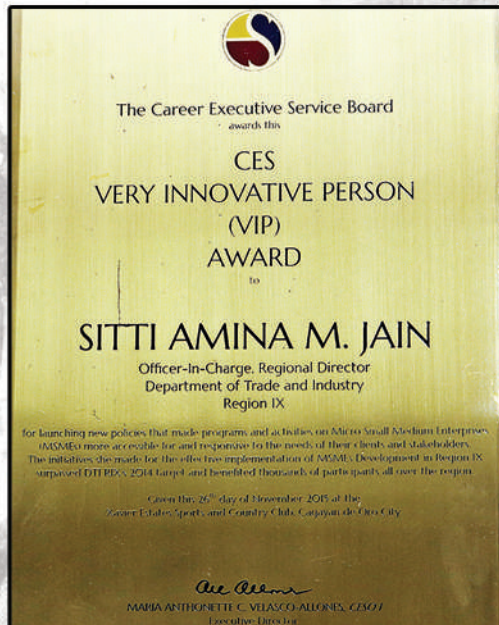 The Career Executive Service Board
awards this
CES
VERY INNOVATIVE PERSON
(VIP)
AWARD
to
SITTI AMINA M. JAIN
Officer-In-Charge, Regional Director
Department of Trade and Industry
Region IX
for launching new policies that made programs and activities on Micro Small Medium Enterprises
(MSMEs) more accessible for and responsive to the needs of their clients and stakeholders.
The initiatives she made for the effective implementation of MSMEs Development in Region IX
surpassed DTI 2014 target and benefited thousands of participants all over the region.
Given this 26th day of November 2015 at the
Xavier Estates Sports and Country Club, Cagayan de Oro City
MARIA ANTHONETTE C. VELASCO-ALLONES,
Executive Director